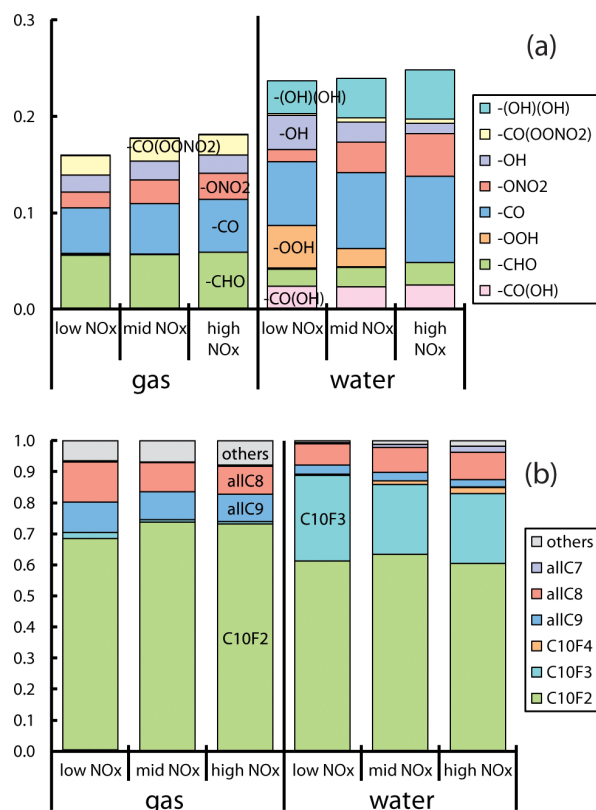 0.3
(a)
-(OH)(OH)
-(OH)(OH)
-CO(OONO2)
0.2
-OH
-CO(OONO2)
-OH
-ONO2
-ONO2
-CO
0.1
-CO
-OOH
-OOH
-CHO
-CHO
-CO(OH)
-CO(OH)
0.0
low NOx mid NOx high NOx low NOx mid NOx high NOx
gas water
(b)
1.0
others
0.9
allC8
0.8
allC9
C10F3
0.7
others
0.6
allC7
0.5
allC8
0.4
allC9
C10F2
0.3
C10F4
0.2
C10F3
0.1
C10F2
0.0
low NOx mid NOx high NOx low NOx mid NOx high NOx
gas water